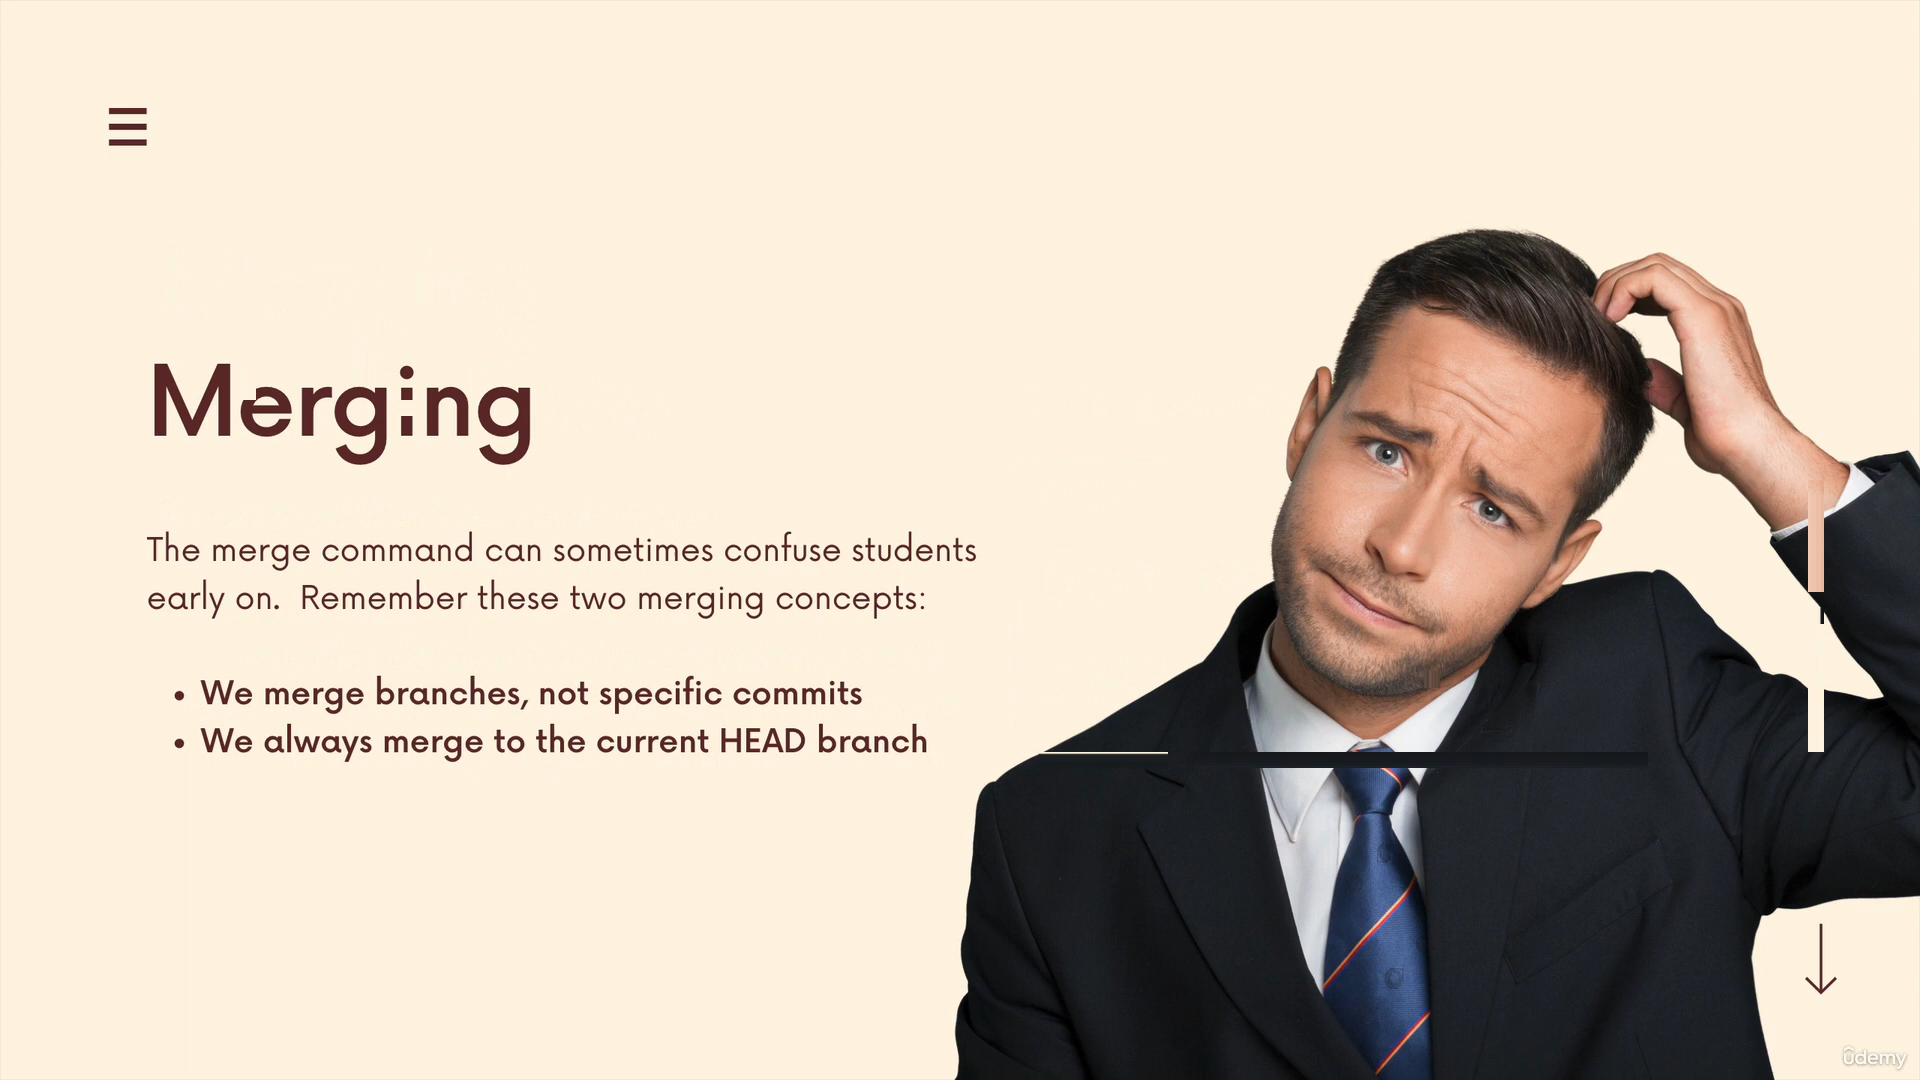 Merging
The merge command can sometimes confuse students
early on. Remember these two merging concepts:
• We merge branches, not specific commits
• We always merge to the current HEAD branch
ûdemy